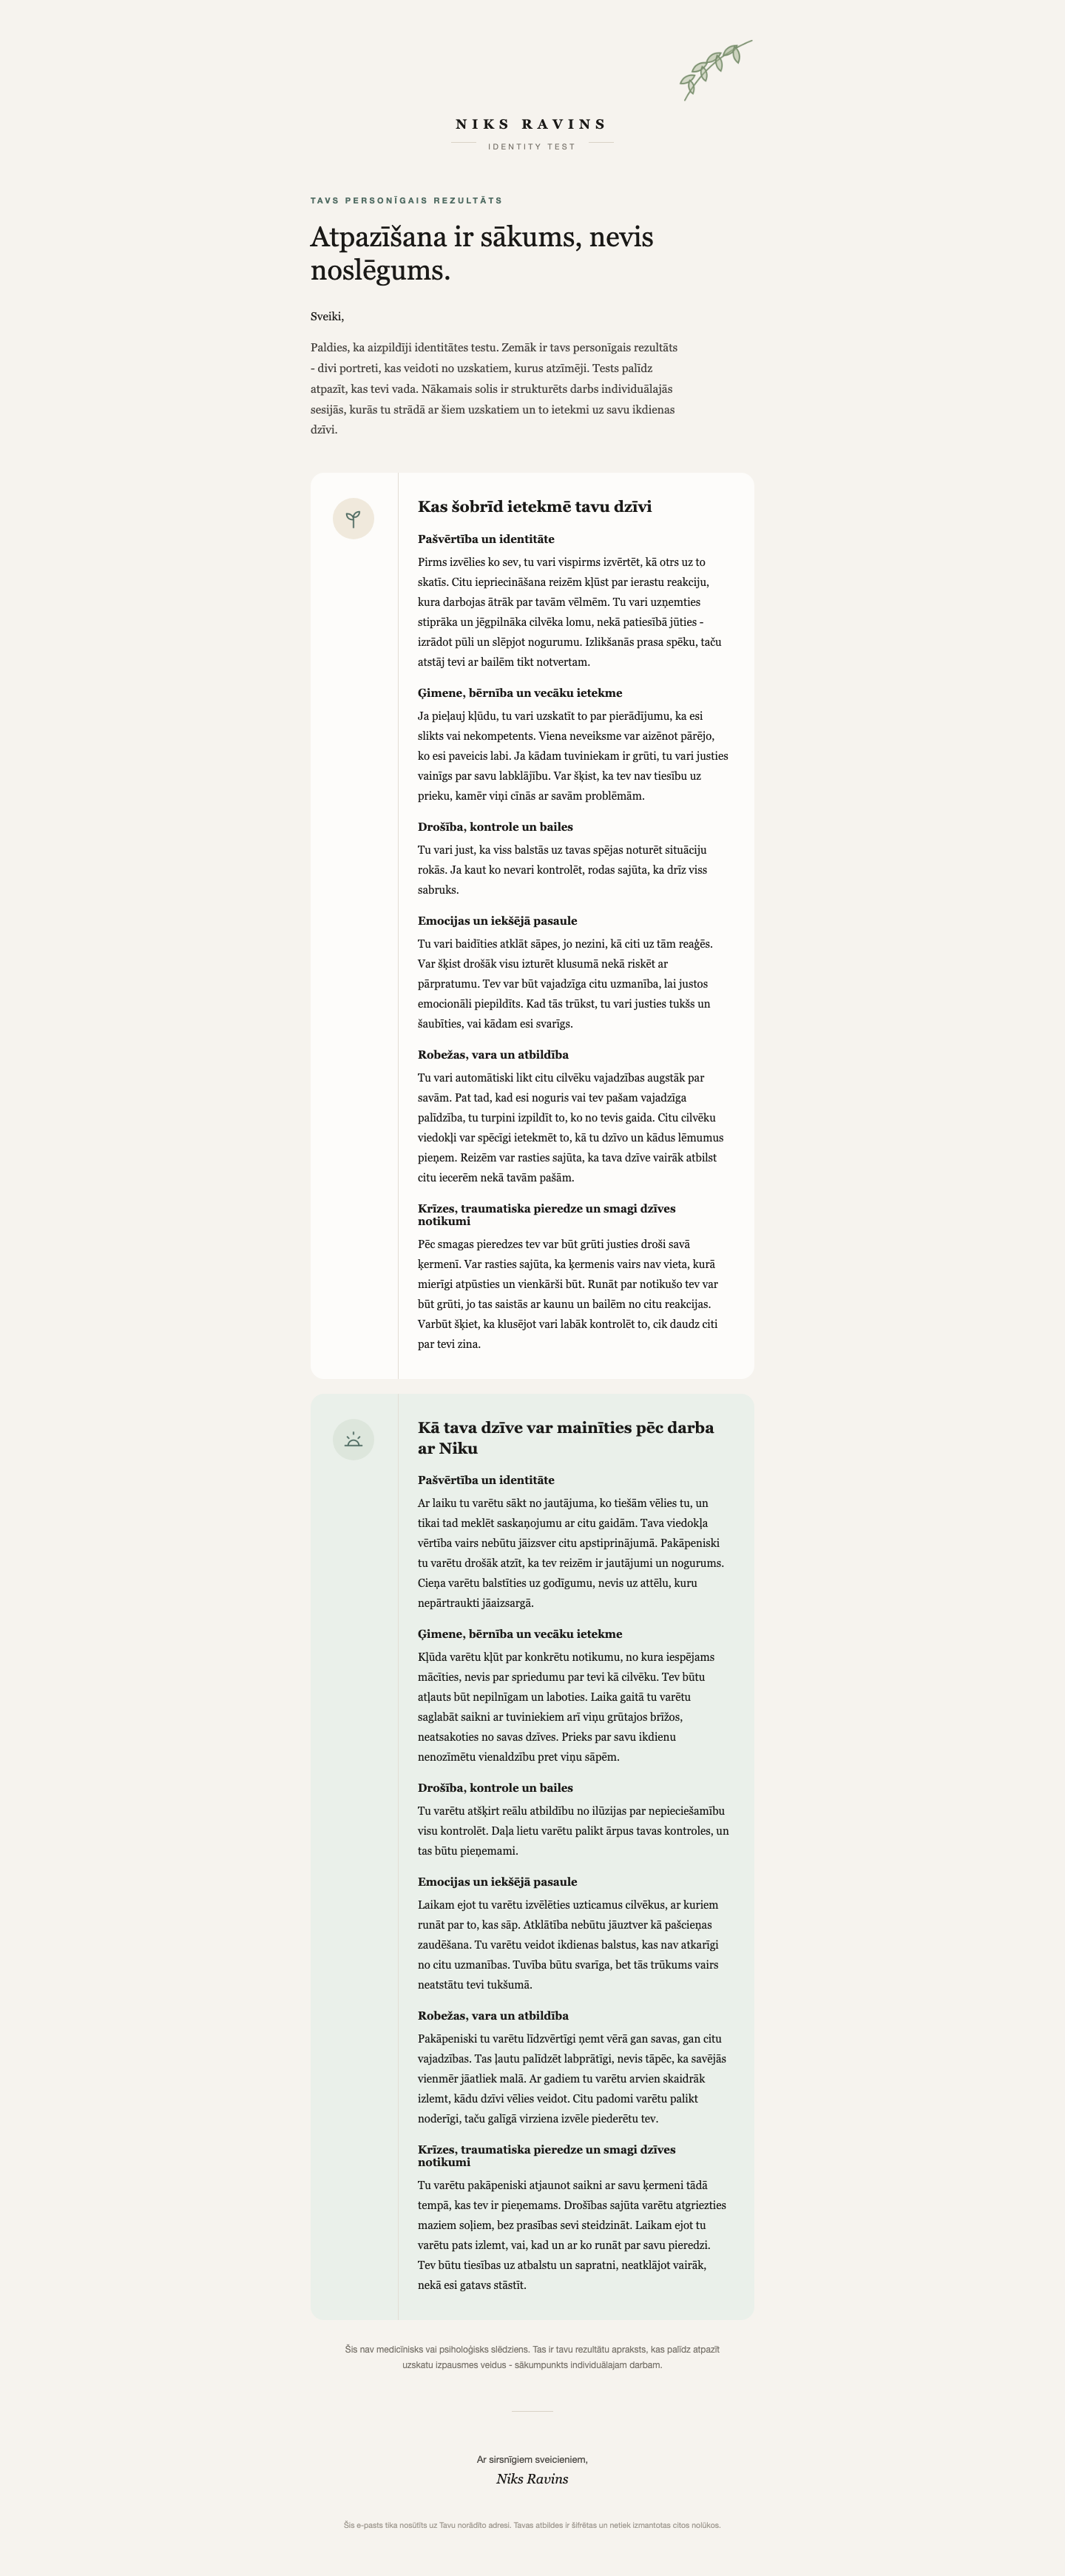 NIKS RAVINS
IDENTITY TEST
TAVS PERSONĪGAIS REZULTĀTS
Atpazīšana ir sākums, nevis
noslēgums.
Sveiki,
Paldies, ka aizpildīji identitātes testu. Zemāk ir tavs personīgais rezultāts
- divi portreti, kas veidoti no uzskatiem, kurus atzīmēji. Tests palīdz
atpazīt, kas tevi vada. Nākamais solis ir strukturēts darbs individuālajās
sesijās, kurās tu strādā ar šiem uzskatiem un to ietekmi uz savu ikdienas
dzīvi.
Kas šobrīd ietekmē tavu dzīvi
Pašvērtība un identitāte
Pirms izvēlies ko sev, tu vari vispirms izvērtēt, kā otrs uz to
skatīs. Citu iepriecināšana reizēm kļūst par ierastu reakciju,
kura darbojas ātrāk par tavām vēlmēm. Tu vari uzņemties
stiprāka un jēgpilnāka cilvēka lomu, nekā patiesībā jūties -
izrādot pūli un slēpjot nogurumu. Izlikšanās prasa spēku, taču
atstāj tevi ar bailēm tikt notvertam.
Ģimene, bērnība un vecāku ietekme
Ja pieļauj kļūdu, tu vari uzskatīt to par pierādījumu, ka esi
slikts vai nekompetents. Viena neveiksme var aizēnot pārējo,
ko esi paveicis labi. Ja kādam tuviniekam ir grūti, tu vari justies
vainīgs par savu labklājību. Var šķist, ka tev nav tiesību uz
prieku, kamēr viņi cīnās ar savām problēmām.
Drošība, kontrole un bailes
Tu vari just, ka viss balstās uz tavas spējas noturēt situāciju
rokās. Ja kaut ko nevari kontrolēt, rodas sajūta, ka drīz viss
sabruks.
Emocijas un iekšējā pasaule
Tu vari baidīties atklāt sāpes, jo nezini, kā citi uz tām reaģēs.
Var šķist drošāk visu izturēt klusumā nekā riskēt ar
pārpratumu. Tev var būt vajadzīga citu uzmanība, lai justos
emocionāli piepildīts. Kad tās trūkst, tu vari justies tukšs un
šaubīties, vai kādam esi svarīgs.
Robežas, vara un atbildība
Tu vari automātiski likt citu cilvēku vajadzības augstāk par
savām. Pat tad, kad esi noguris vai tev pašam vajadzīga
palīdzība, tu turpini izpildīt to, ko no tevis gaida. Citu cilvēku
viedokļi var spēcīgi ietekmēt to, kā tu dzīvo un kādus lēmumus
pieņem. Reizēm var rasties sajūta, ka tava dzīve vairāk atbilst
citu iecerēm nekā tavām pašām.
Krīzes, traumatiska pieredze un smagi dzīves
notikumi
Pēc smagas pieredzes tev var būt grūti justies droši savā
ķermenī. Var rasties sajūta, ka ķermenis vairs nav vieta, kurā
mierīgi atpūsties un vienkārši būt. Runāt par notikušo tev var
būt grūti, jo tas saistās ar kaunu un bailēm no citu reakcijas.
Varbūt šķiet, ka klusējot vari labāk kontrolēt to, cik daudz citi
par tevi zina.
Kā tava dzīve var mainīties pēc darba
ar Niku
Pašvērtība un identitāte
Ar laiku tu varētu sākt no jautājuma, ko tiešām vēlies tu, un
tikai tad meklēt saskaņojumu ar citu gaidām. Tava viedokļa
vērtība vairs nebūtu jāizsver citu apstiprinājumā. Pakāpeniski
tu varētu drošāk atzīt, ka tev reizēm ir jautājumi un nogurums.
Cieņa varētu balstīties uz godīgumu, nevis uz attēlu, kuru
nepārtraukti jāaizsargā.
Ģimene, bērnība un vecāku ietekme
Kļūda varētu kļūt par konkrētu notikumu, no kura iespējams
mācīties, nevis par spriedumu par tevi kā cilvēku. Tev būtu
atļauts būt nepilnīgam un laboties. Laika gaitā tu varētu
saglabāt saikni ar tuviniekiem arī viņu grūtajos brīžos,
neatsakoties no savas dzīves. Prieks par savu ikdienu
nenozīmētu vienaldzību pret viņu sāpēm.
Drošība, kontrole un bailes
Tu varētu atšķirt reālu atbildību no ilūzijas par nepieciešamību
visu kontrolēt. Daļa lietu varētu palikt ārpus tavas kontroles, un
tas būtu pieņemami.
Emocijas un iekšējā pasaule
Laikam ejot tu varētu izvēlēties uzticamus cilvēkus, ar kuriem
runāt par to, kas sāp. Atklātība nebūtu jāuztver kā pašcieņas
zaudēšana. Tu varētu veidot ikdienas balstus, kas nav atkarīgi
no citu uzmanības. Tuvība būtu svarīga, bet tās trūkums vairs
neatstātu tevi tukšumā.
Robežas, vara un atbildība
Pakāpeniski tu varētu līdzvērtīgi ņemt vērā gan savas, gan citu
vajadzības. Tas ļautu palīdzēt labprātīgi, nevis tāpēc, ka savējās
vienmēr jāatliek malā. Ar gadiem tu varētu arvien skaidrāk
izlemt, kādu dzīvi vēlies veidot. Citu padomi varētu palikt
noderīgi, taču galīgā virziena izvēle piederētu tev.
Krīzes, traumatiska pieredze un smagi dzīves
notikumi
Tu varētu pakāpeniski atjaunot saikni ar savu ķermeni tādā
tempā, kas tev ir pieņemams. Drošības sajūta varētu atgriezties
maziem soļiem, bez prasības sevi steidzināt. Laikam ejot tu
varētu pats izlemt, vai, kad un ar ko runāt par savu pieredzi.
Tev būtu tiesības uz atbalstu un sapratni, neatklājot vairāk,
nekā esi gatavs stāstīt.
Šis nav medicīnisks vai psiholoģisks slēdziens. Tas ir tavu rezultātu apraksts, kas palīdz atpazīt
uzskatu izpausmes veidus - sākumpunkts individuālajam darbam.
Ar sirsnīgiem sveicieniem,
Niks Ravins
Šis e-pasts tika nosūtīts uz Tavu norādīto adresi. Tavas atbildes ir šifrētas un netiek izmantotas citos nolūkos.